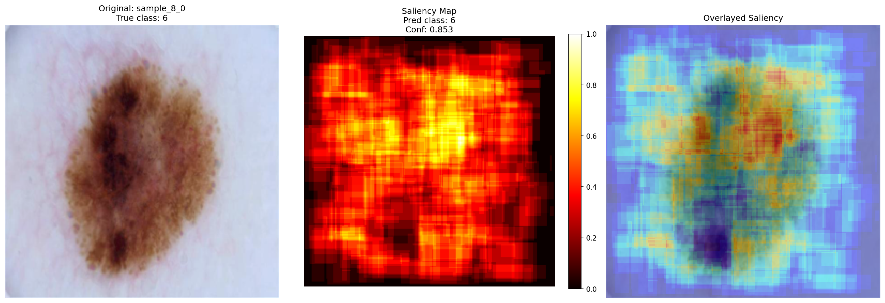 Original: sample_8_0
True class: 6
Saliency Map
Pred class: 6
Conf: 0.853
Overlayed Saliency
1.0
0.8
0.6
0.4
0.2
0.0